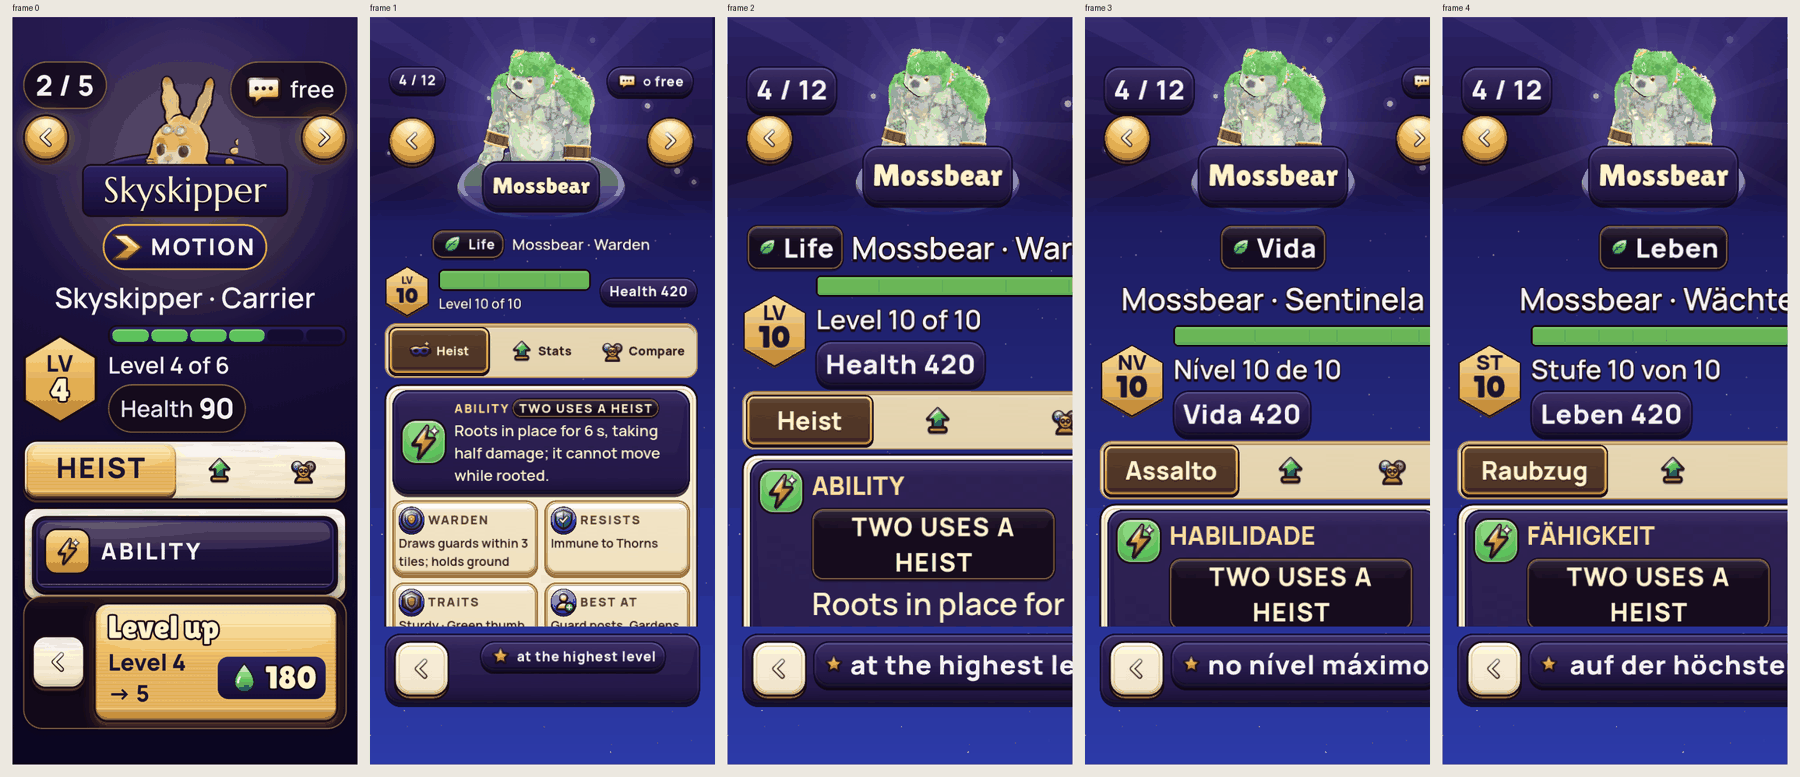 frame 0
2 / 5
free
Skyskipper
MOTION
Skyskipper · Carrier
LV
4
Level 4 of 6
Health 90
HEIST
ABILITY
Level up
Level 4
→ 5
180
frame 1
4 / 12
o free
Mossbear
Life
Mossbear · Warden
LV
10
Level 10 of 10
Health 420
Heist
Stats
Compare
ABILITY
TWO USES A HEIST
Roots in place for 6 s, taking
half damage; it cannot move
while rooted.
WARDEN
Draws guards within 3
tiles; holds ground
RESISTS
Immune to Thorns
TRAITS
Sturdy · Green thumb
BEST AT
Guard posts, Gardens
at the highest level
frame 2
4 / 12
Mossbear
Life
Mossbear · War
LV
10
Level 10 of 10
Health 420
Heist
ABILITY
TWO USES A
HEIST
Roots in place for
at the highest le
frame 3
4 / 12
Mossbear
Vida
Mossbear · Sentinela
NV
10
Nível 10 de 10
Vida 420
Assalto
HABILIDADE
TWO USES A
HEIST
no nível máximo
frame 4
4 / 12
Mossbear
Leben
Mossbear · Wächte
ST
10
Stufe 10 von 10
Leben 420
Raubzug
FÄHIGKEIT
TWO USES A
HEIST
auf der höchste